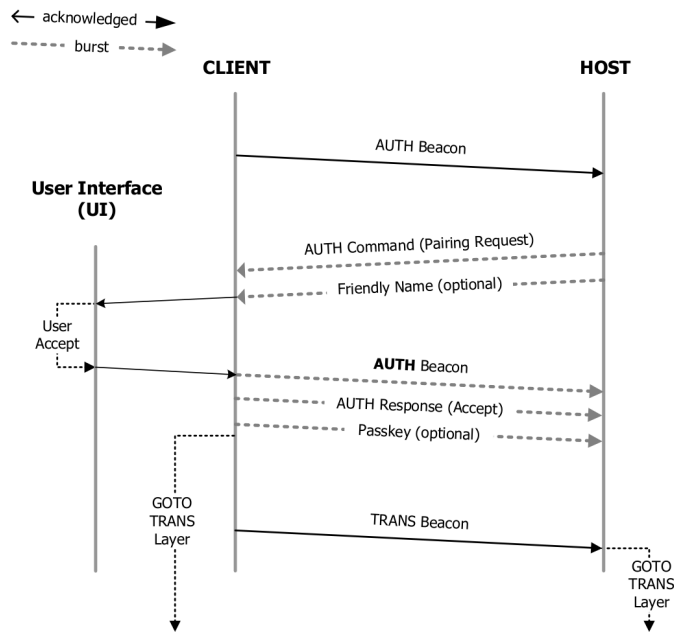 acknowledged
burst
CLIENT
HOST
AUTH Beacon
User Interface
(UI)
AUTH Command (Pairing Request)
Friendly Name (optional)
User
Accept
AUTH Beacon
AUTH Response (Accept)
Passkey (optional)
GOTO
TRANS
Layer
TRANS Beacon
GOTO
TRANS
Layer